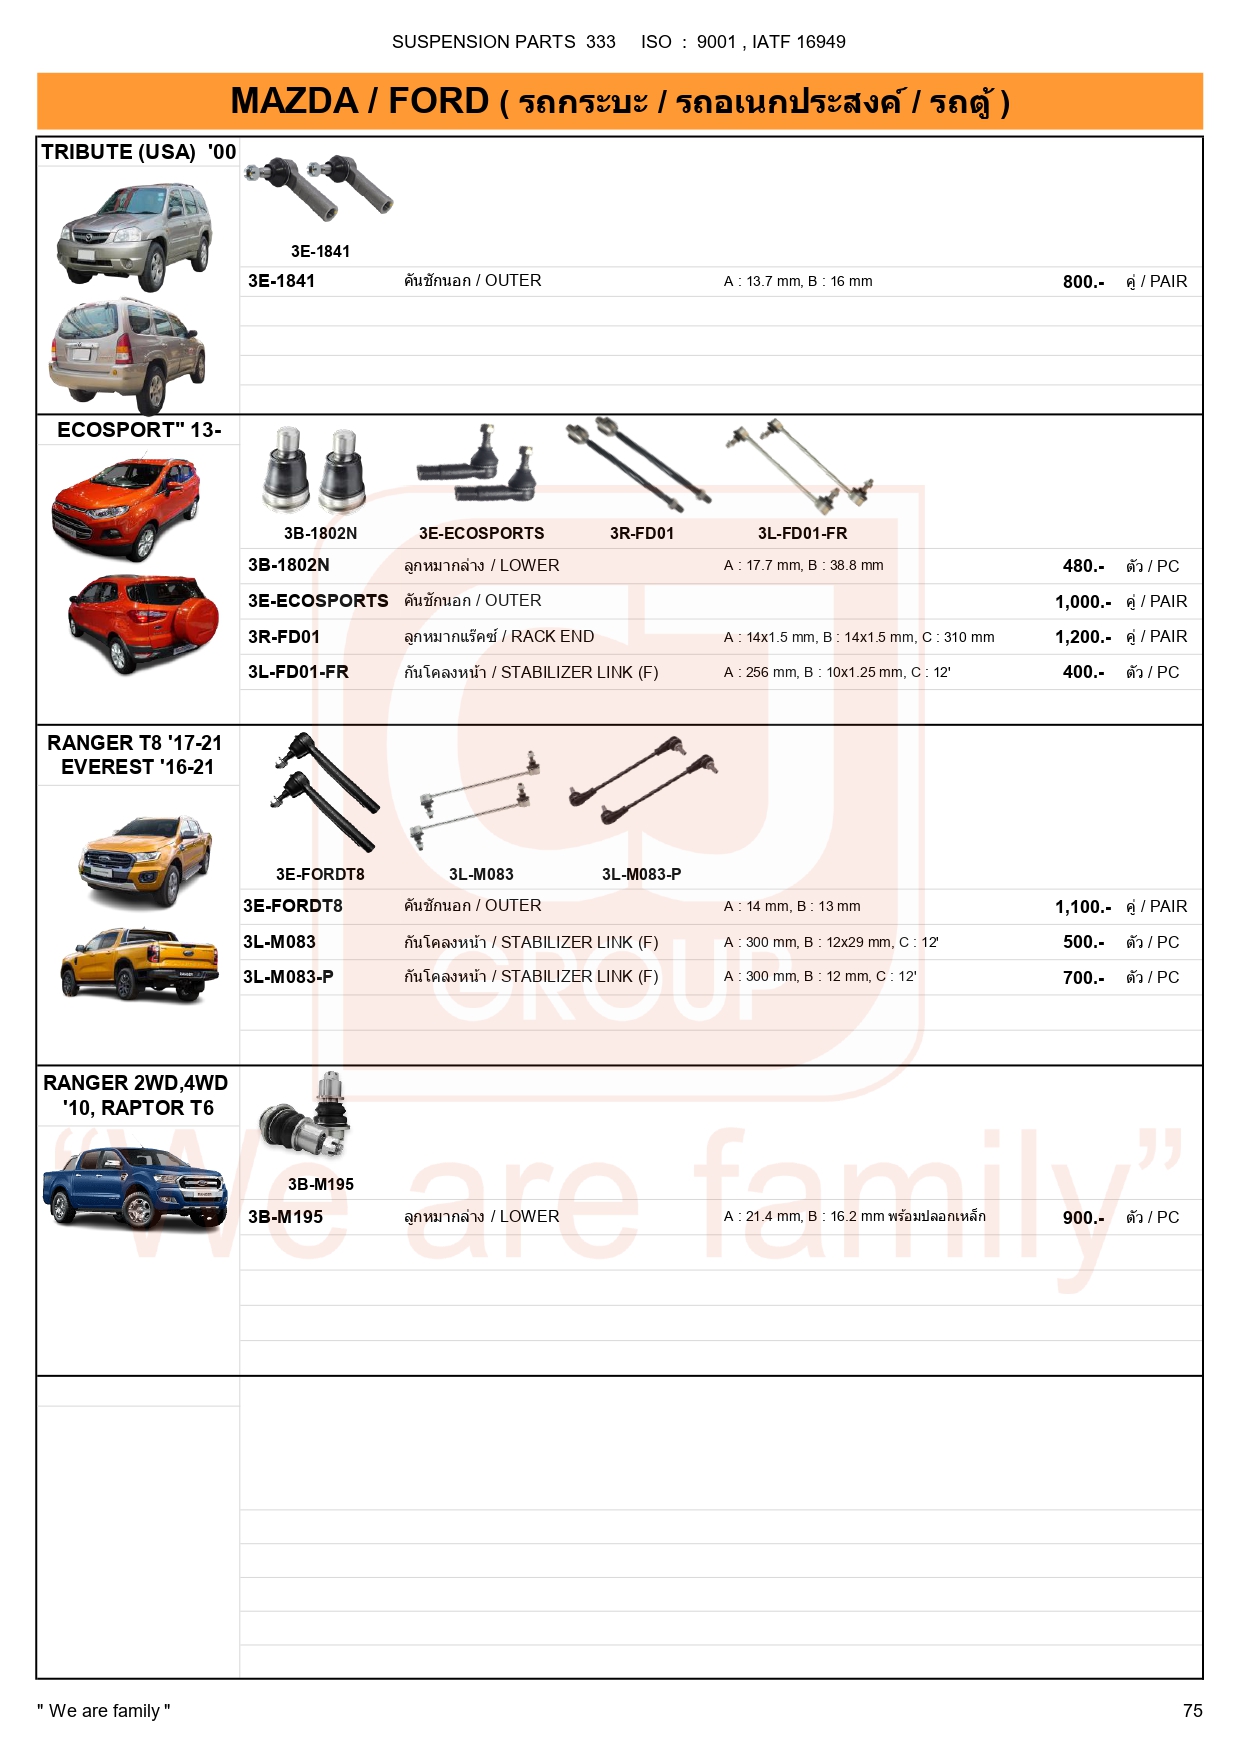 SUSPENSION PARTS 333 ISO : 9001 , IATF 16949
MAZDA / FORD ( รถกระบะ / รถอเนกประสงค์ / รถตู้ )
TRIBUTE (USA) '00
3E-1841
3E-1841 คันชักนอก / OUTER A : 13.7 mm, B : 16 mm 800.- คู่ / PAIR
ECOSPORT" 13-
3B-1802N 3E-ECOSPORTS 3R-FD01 3L-FD01-FR
3B-1802N ลูกหมากล่าง / LOWER A : 17.7 mm, B : 38.8 mm 480.- ตัว / PC
3E-ECOSPORTS คันชักนอก / OUTER 1,000.- คู่ / PAIR
3R-FD01 ลูกหมากแร๊คซ์ / RACK END A : 14x1.5 mm, B : 14x1.5 mm, C : 310 mm 1,200.- คู่ / PAIR
3L-FD01-FR กันโคลงหน้า / STABILIZER LINK (F) A : 256 mm, B : 10x1.25 mm, C : 12' 400.- ตัว / PC
RANGER T8 '17-21
EVEREST '16-21
3E-FORDT8 3L-M083 3L-M083-P
3E-FORDT8 คันชักนอก / OUTER A : 14 mm, B : 13 mm 1,100.- คู่ / PAIR
3L-M083 กันโคลงหน้า / STABILIZER LINK (F) A : 300 mm, B : 12x29 mm, C : 12' 500.- ตัว / PC
3L-M083-P กันโคลงหน้า / STABILIZER LINK (F) A : 300 mm, B : 12 mm, C : 12' 700.- ตัว / PC
CJ
GROUP
RANGER 2WD,4WD
'10, RAPTOR T6
3B-M195
3B-M195 ลูกหมากล่าง / LOWER A : 21.4 mm, B : 16.2 mm พร้อมปลอกเหล็ก 900.- ตัว / PC
“We are family”
" We are family " 75